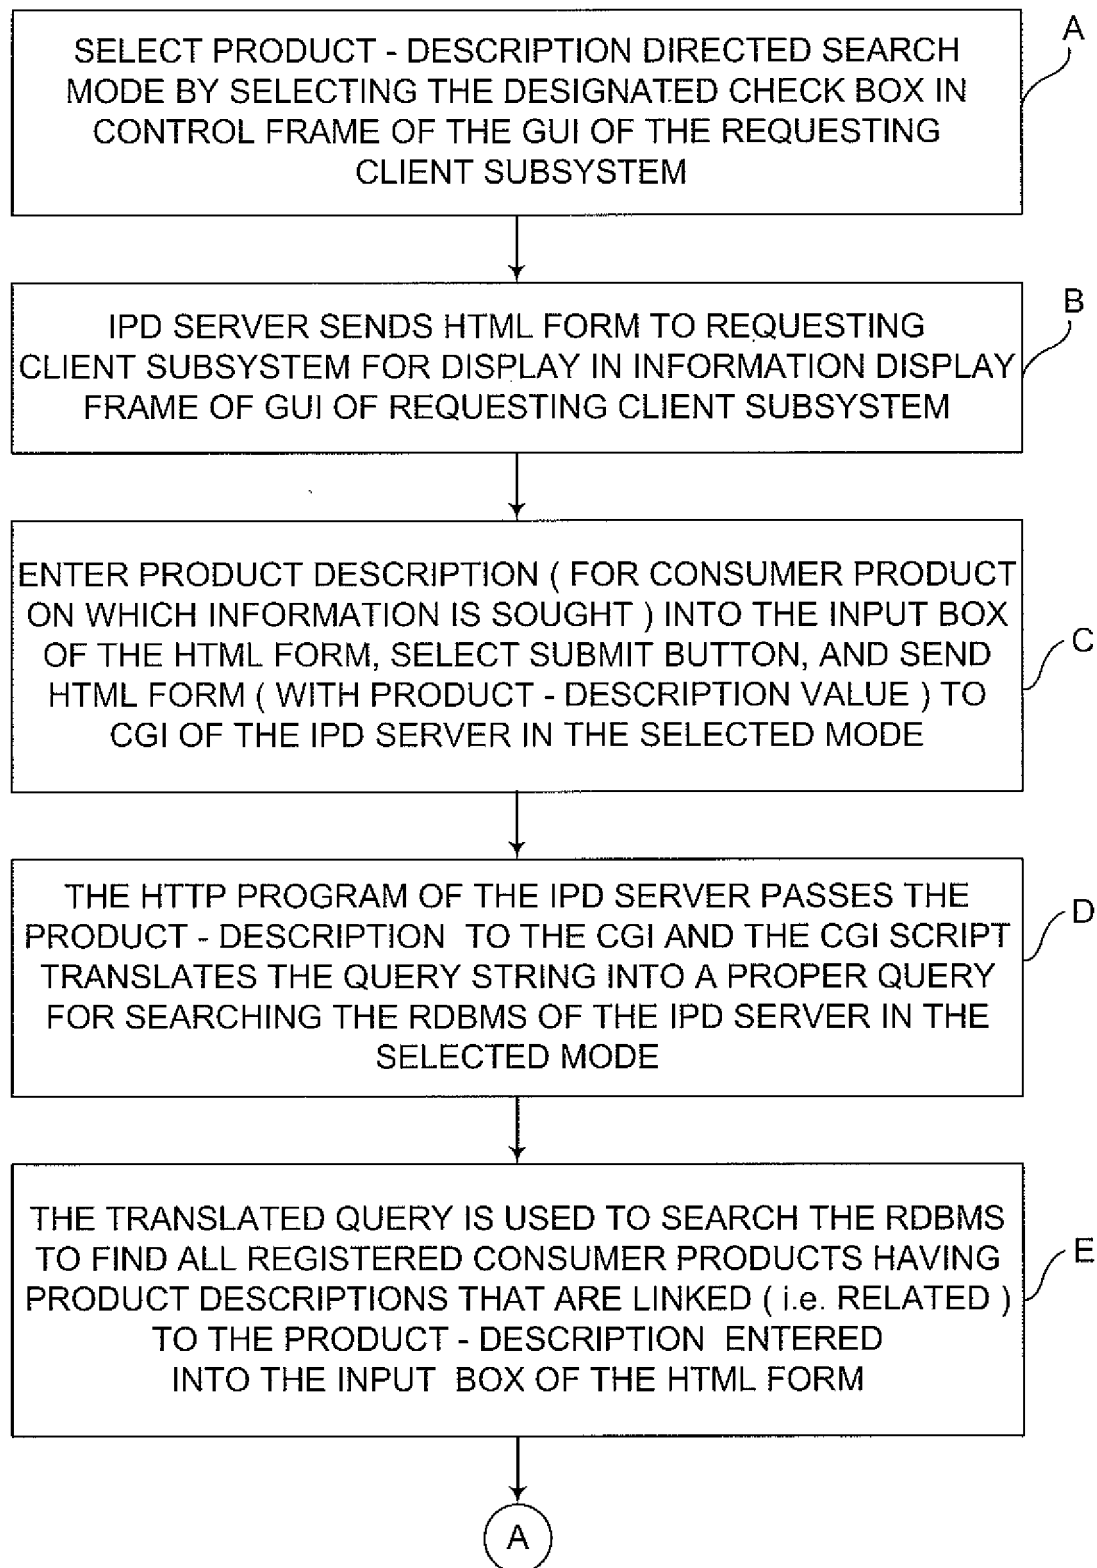 SELECT PRODUCT - DESCRIPTION DIRECTED SEARCH
MODE BY SELECTING THE DESIGNATED CHECK BOX IN
CONTROL FRAME OF THE GUI OF THE REQUESTING
CLIENT SUBSYSTEM
A
IPD SERVER SENDS HTML FORM TO REQUESTING
CLIENT SUBSYSTEM FOR DISPLAY IN INFORMATION DISPLAY
FRAME OF GUI OF REQUESTING CLIENT SUBSYSTEM
B
ENTER PRODUCT DESCRIPTION ( FOR CONSUMER PRODUCT
ON WHICH INFORMATION IS SOUGHT ) INTO THE INPUT BOX
OF THE HTML FORM, SELECT SUBMIT BUTTON, AND SEND
HTML FORM ( WITH PRODUCT - DESCRIPTION VALUE ) TO
CGI OF THE IPD SERVER IN THE SELECTED MODE
C
THE HTTP PROGRAM OF THE IPD SERVER PASSES THE
PRODUCT - DESCRIPTION TO THE CGI AND THE CGI SCRIPT
TRANSLATES THE QUERY STRING INTO A PROPER QUERY
FOR SEARCHING THE RDBMS OF THE IPD SERVER IN THE
SELECTED MODE
D
THE TRANSLATED QUERY IS USED TO SEARCH THE RDBMS
TO FIND ALL REGISTERED CONSUMER PRODUCTS HAVING
PRODUCT DESCRIPTIONS THAT ARE LINKED ( i.e. RELATED )
TO THE PRODUCT - DESCRIPTION ENTERED
INTO THE INPUT BOX OF THE HTML FORM
E
A